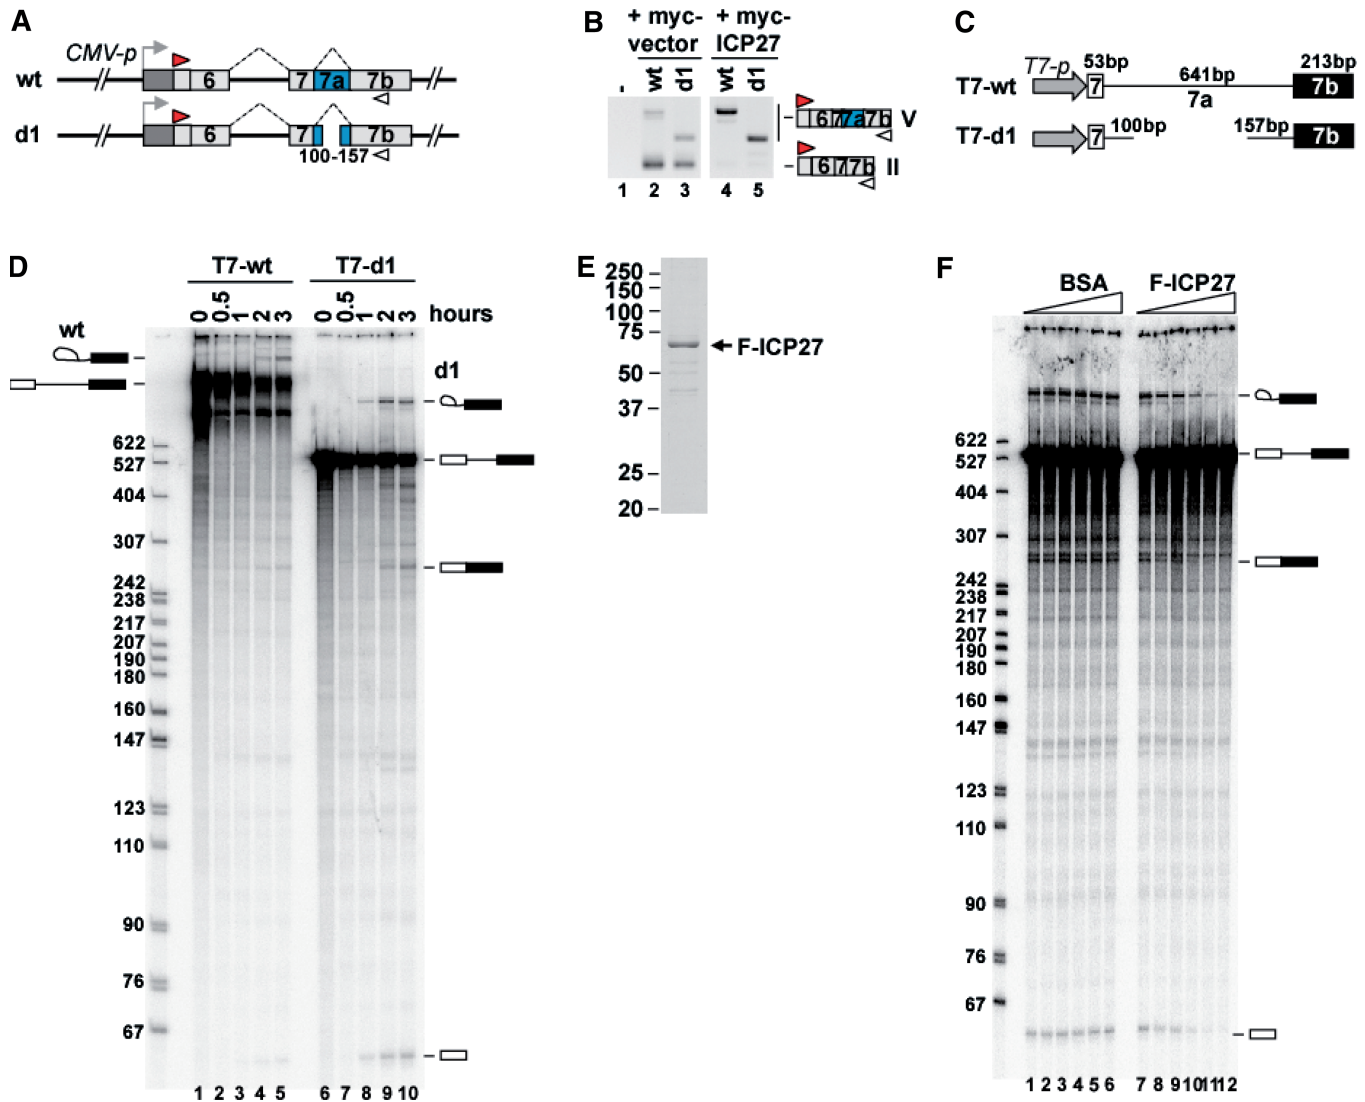 A
CMV-p
wt
6
7
7a
7b
d1
6
7
7b
100-157
B
+ myc-
vector
+ myc-
ICP27
-
wt
d1
wt
d1
6 7 7a 7b
V
6 7 7b
II
1 2 3 4 5
C
T7-p
53bp
213bp
T7-wt
7
641bp
7a
7b
T7-d1
7
100bp
157bp
7b
D
T7-wt
T7-d1
0 0.5 1 2 3
0 0.5 1 2 3
hours
wt
d1
622
527
404
307
242
238
217
207
190
180
160
147
123
110
90
76
67
1 2 3 4 5 6 7 8 9 10
E
250
150
100
75
50
37
25
20
F-ICP27
F
BSA
F-ICP27
622
527
404
307
242
238
217
207
190
180
160
147
123
110
90
76
67
1 2 3 4 5 6 7 8 9 10 11 12